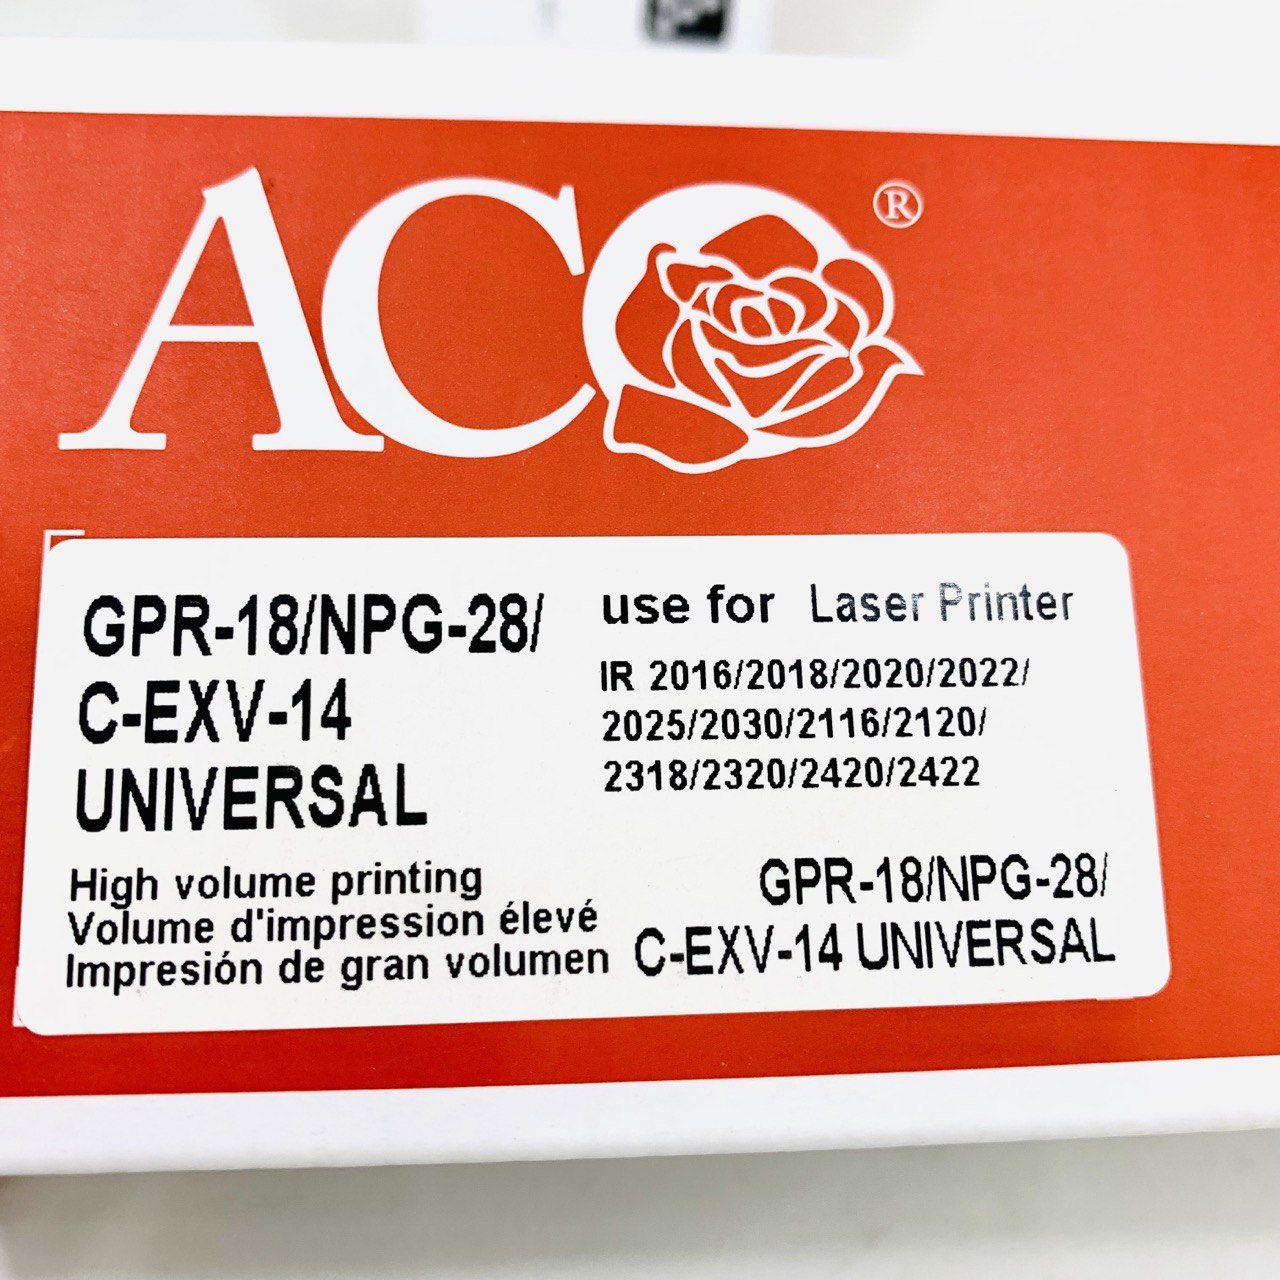 ACO®
GPR-18/NPG-28/
C-EXV-14
UNIVERSAL
High volume printing
Volume d'impression élevé
Impresión de gran volumen
use for Laser Printer
IR 2016/2018/2020/2022/
2025/2030/2116/2120/
2318/2320/2420/2422
GPR-18/NPG-28/
C-EXV-14 UNIVERSAL